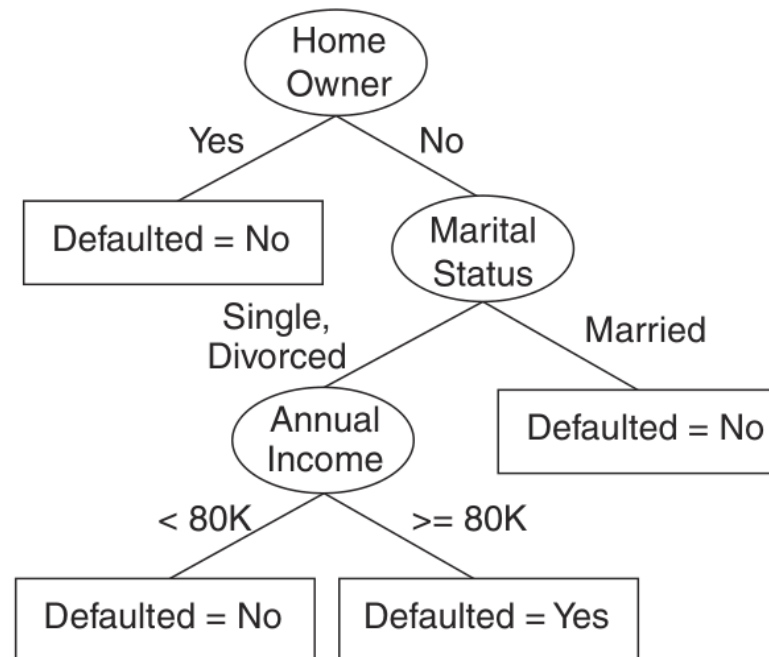 Home
Owner
Yes
No
Defaulted = No
Marital
Status
Single,
Divorced
Married
Annual
Income
Defaulted = No
< 80K
>= 80K
Defaulted = No
Defaulted = Yes